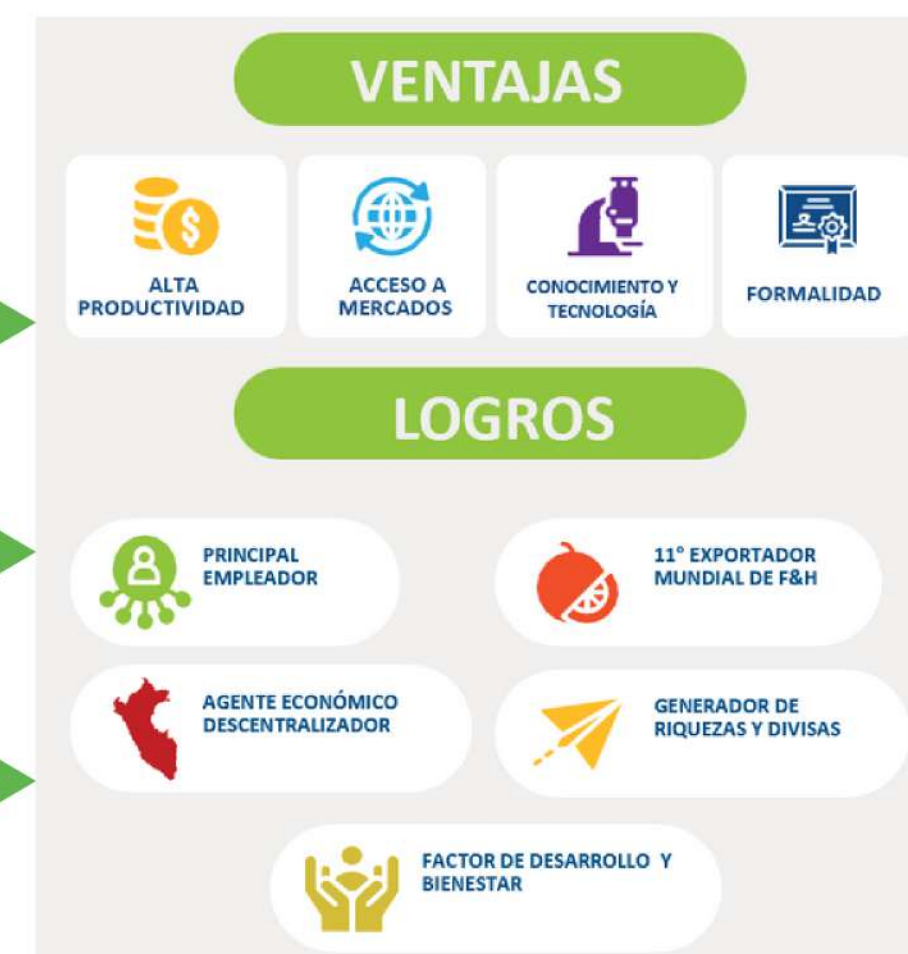 VENTAJAS
ALTA
PRODUCTIVIDAD
ACCESO A
MERCADOS
CONOCIMIENTO Y
TECNOLOGÍA
FORMALIDAD
LOGROS
PRINCIPAL
EMPLEADOR
11° EXPORTADOR
MUNDIAL DE F&H
AGENTE ECONÓMICO
DESCENTRALIZADOR
GENERADOR DE
RIQUEZAS Y DIVISAS
FACTOR DE DESARROLLO Y
BIENESTAR